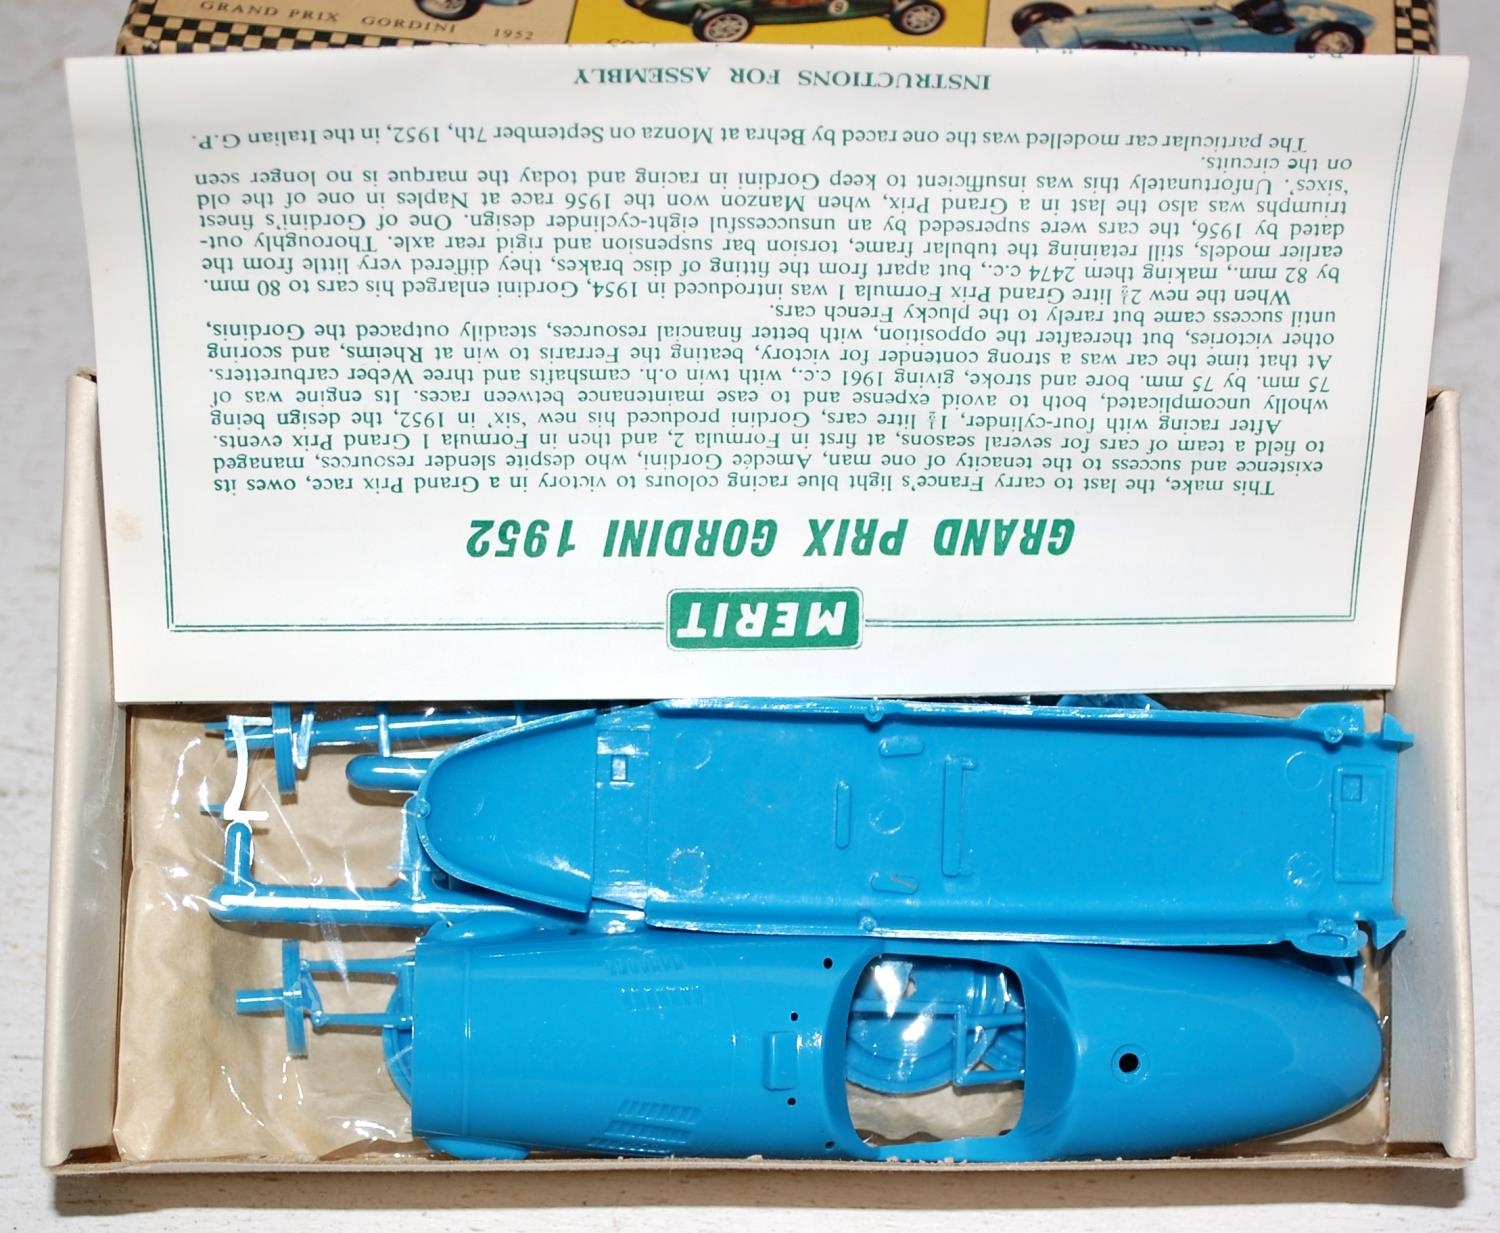 GRAND PRIX GORDINI 1952
9
MERIT
GRAND PRIX GORDINI 1952
This make, the last to carry France's light blue racing colours to victory in a Grand Prix race, owes its
existence and success to the tenacity of one man, Amedée Gordini, who despite slender resources, managed
to field a team of cars for several seasons, at first in Formula 2, and then in Formula 1 Grand Prix events.
After racing with four-cylinder, 1½ litre cars, Gordini produced his new 'six' in 1952, the design being
wholly uncomplicated, both to avoid expense and to ease maintenance between races. Its engine was of
75 mm. by 75 mm. bore and stroke, giving 1961 c.c., with twin o.h. camshafts and three Weber carburetters.
At that time the car was a strong contender for victory, beating the Ferraris to win at Rheims, and scoring
other victories, but thereafter the opposition, with better financial resources, steadily outpaced the Gordinis,
until success came but rarely to the plucky French cars.
When the new 2½ litre Grand Prix Formula 1 was introduced in 1954, Gordini enlarged his cars to 80 mm.
by 82 mm., making them 2474 c.c., but apart from the fitting of disc brakes, they differed very little from the
earlier models, still retaining the tubular frame, torsion bar suspension and rigid rear axle. Thoroughly out-
dated by 1956, the cars were superseded by an unsuccessful eight-cyclinder design. One of Gordini's finest
triumphs was also the last in a Grand Prix, when Manzon won the 1956 race at Naples in one of the old
'sixes'. Unfortunately this was insufficient to keep Gordini in racing and today the marque is no longer seen
on the circuits.
The particular car modelled was the one raced by Behra at Monza on September 7th, 1952, in the Italian G.P.
INSTRUCTIONS FOR ASSEMBLY